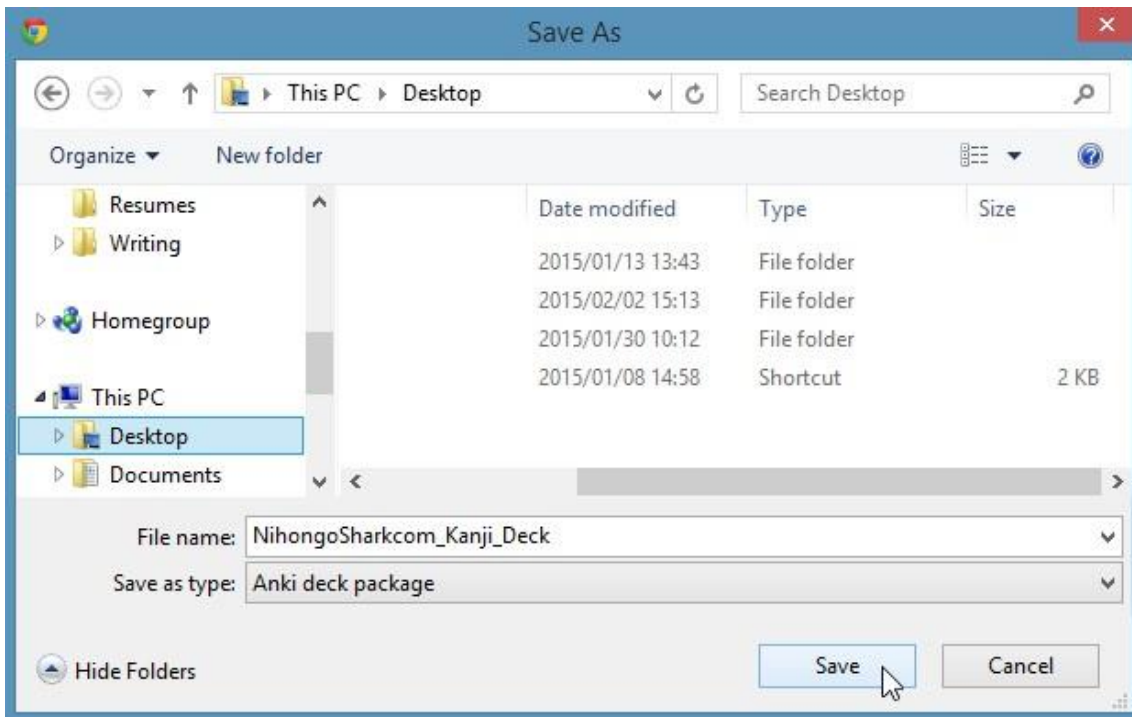 Save As
This PC Desktop
Search Desktop
Organize
New folder
Resumes
Writing
Homegroup
This PC
Desktop
Documents
Date modified Type Size
2015/01/13 13:43 File folder
2015/02/02 15:13 File folder
2015/01/30 10:12 File folder
2015/01/08 14:58 Shortcut 2 KB
File name: NihongoSharkcom_Kanji_Deck
Save as type: Anki deck package
Hide Folders
Save
Cancel